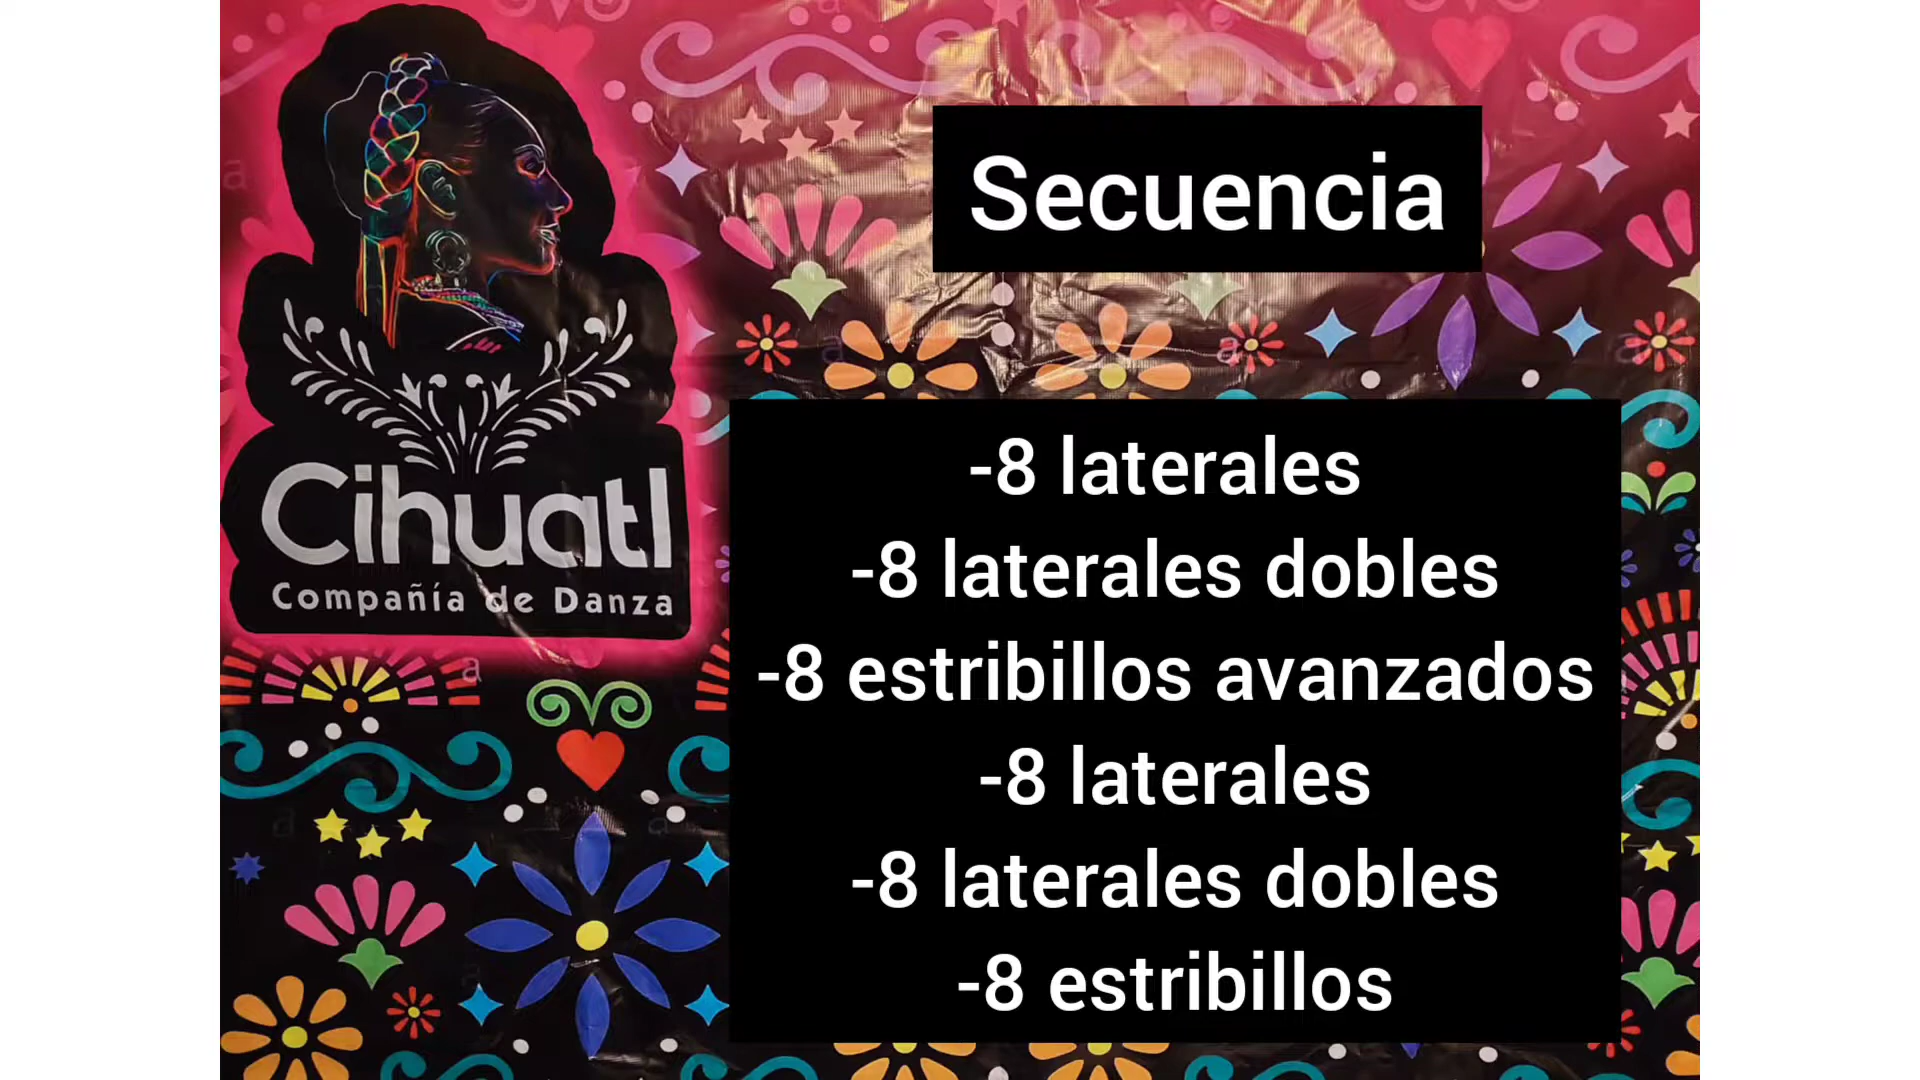 Cihuatl
Compañía de Danza
Secuencia
-8 laterales
-8 laterales dobles
-8 estribillos avanzados
-8 laterales
-8 laterales dobles
-8 estribillos